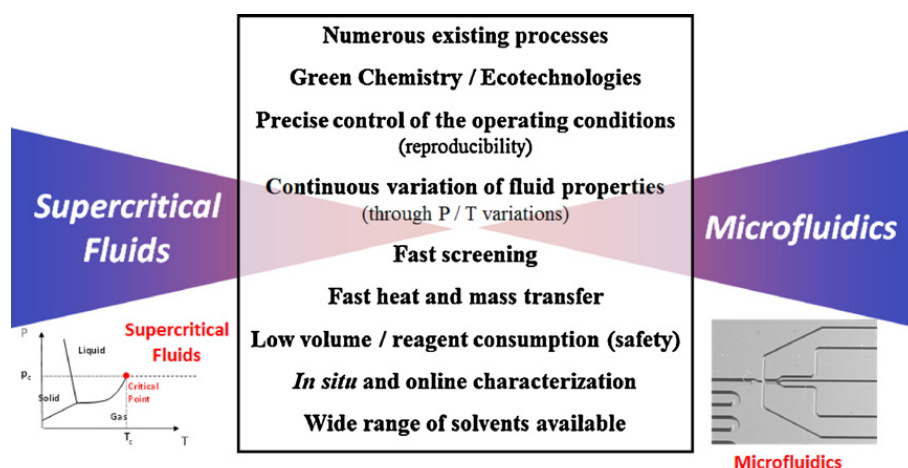 Numerous existing processes
Green Chemistry / Ecotechnologies
Precise control of the operating conditions
(reproducibility)
Continuous variation of fluid properties
(through P / T variations)
Fast screening
Fast heat and mass transfer
Low volume / reagent consumption (safety)
In situ and online characterization
Wide range of solvents available
Supercritical
Fluids
Microfluidics
P
Supercritical
Fluids
Liquid
Pc
Solid
Critical
Point
Gas
Tc
T
Microfluidics